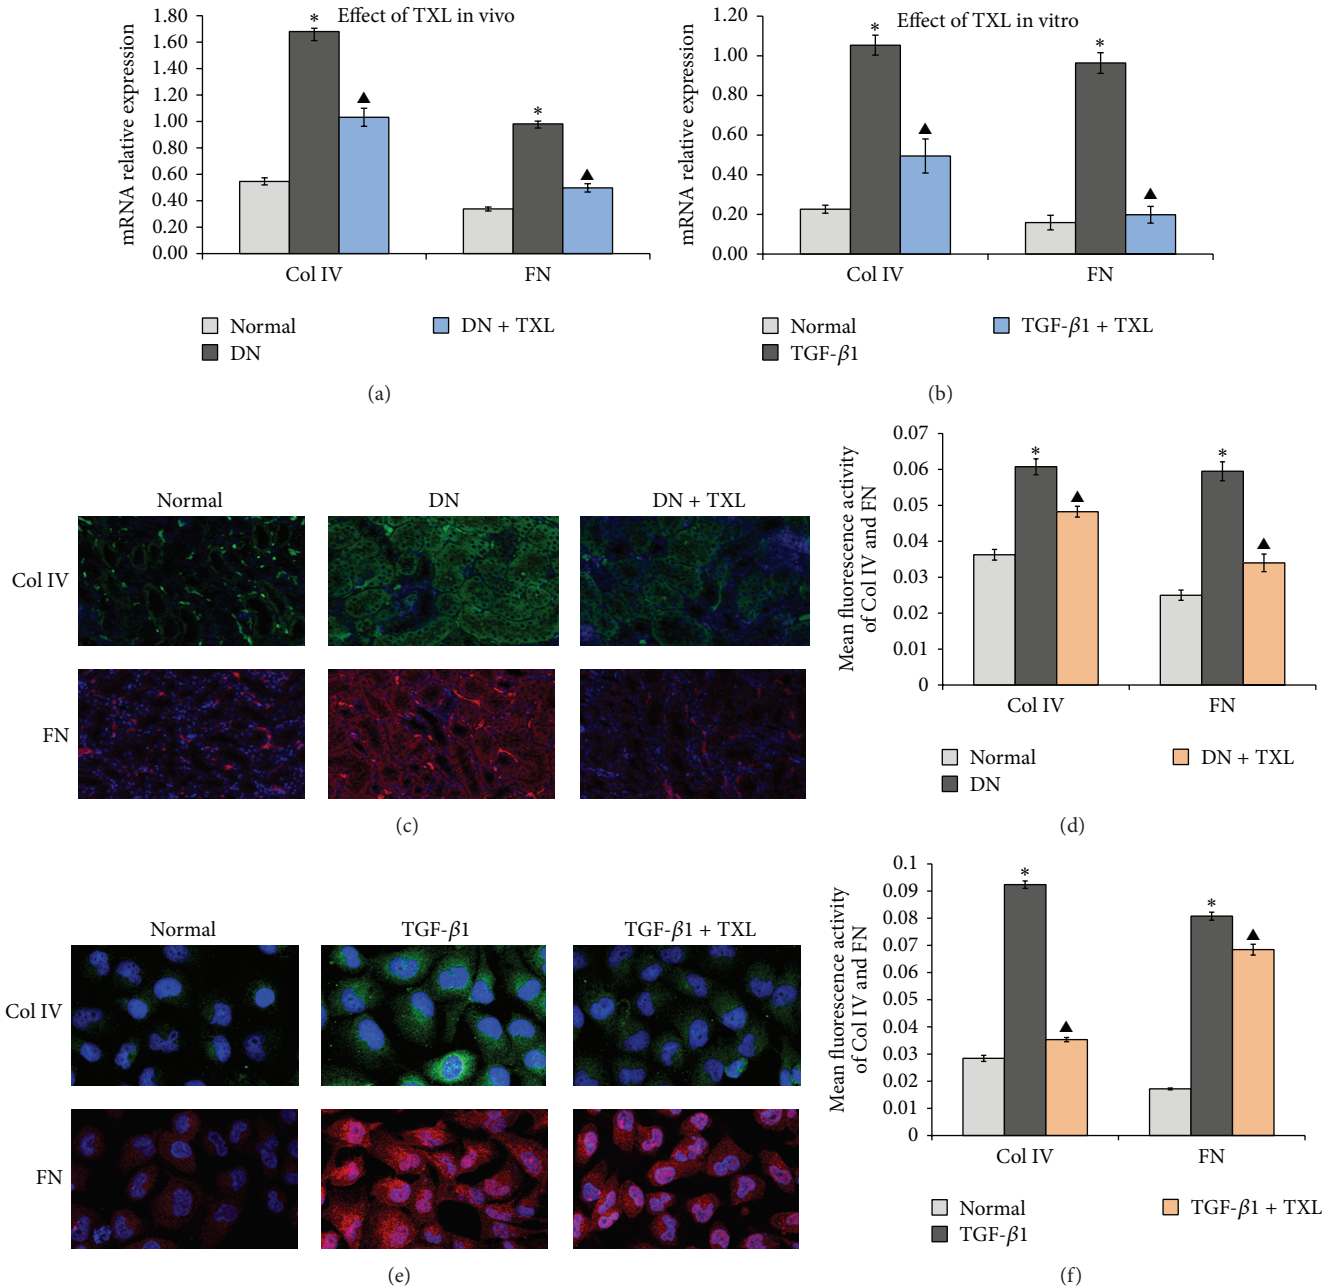 Effect of TXL in vivo
mRNA relative expression
1.80
1.60
1.40
1.20
1.00
0.80
0.60
0.40
0.20
0.00
*
▲
*
▲
Col IV
FN
Normal
DN
DN + TXL
(a)
Effect of TXL in vitro
mRNA relative expression
1.20
1.00
0.80
0.60
0.40
0.20
0.00
*
▲
*
▲
Col IV
FN
Normal
TGF-β1
TGF-β1 + TXL
(b)
Normal
DN
DN + TXL
Col IV
FN
(c)
Mean fluorescence activity
of Col IV and FN
0.07
0.06
0.05
0.04
0.03
0.02
0.01
0
*
▲
*
▲
Col IV
FN
Normal
DN
DN + TXL
(d)
Normal
TGF-β1
TGF-β1 + TXL
Col IV
FN
(e)
Mean fluorescence activity
of Col IV and FN
0.1
0.09
0.08
0.07
0.06
0.05
0.04
0.03
0.02
0.01
0
*
▲
*
▲
Col IV
FN
Normal
TGF-β1
TGF-β1 + TXL
(f)